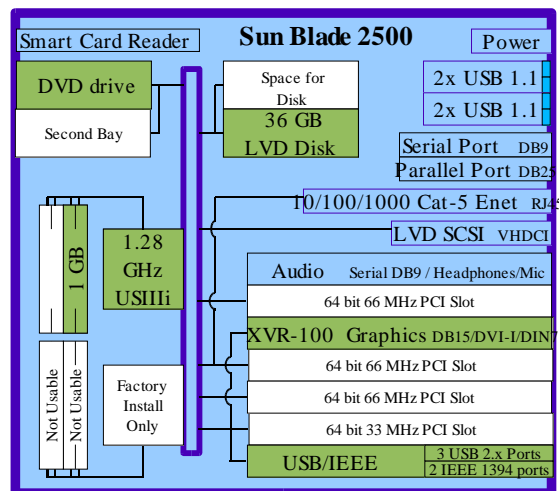 Sun Blade 2500
Smart Card Reader
Power
DVD drive
Second Bay
Space for
Disk
36 GB
LVD Disk
2x USB 1.1
2x USB 1.1
Serial Port DB9
Parallel Port DB25
10/100/1000 Cat-5 Enet RJ45
LVD SCSI VHDCI
1 GB
1.28
GHz
USIIIi
Audio Serial DB9 / Headphones/Mic
64 bit 66 MHz PCI Slot
XVR-100 Graphics DB15/DVI-I/DIN7
64 bit 66 MHz PCI Slot
64 bit 66 MHz PCI Slot
64 bit 33 MHz PCI Slot
USB/IEEE
3 USB 2.x Ports
2 IEEE 1394 ports
Not Usable
Not Usable
Factory
Install
Only